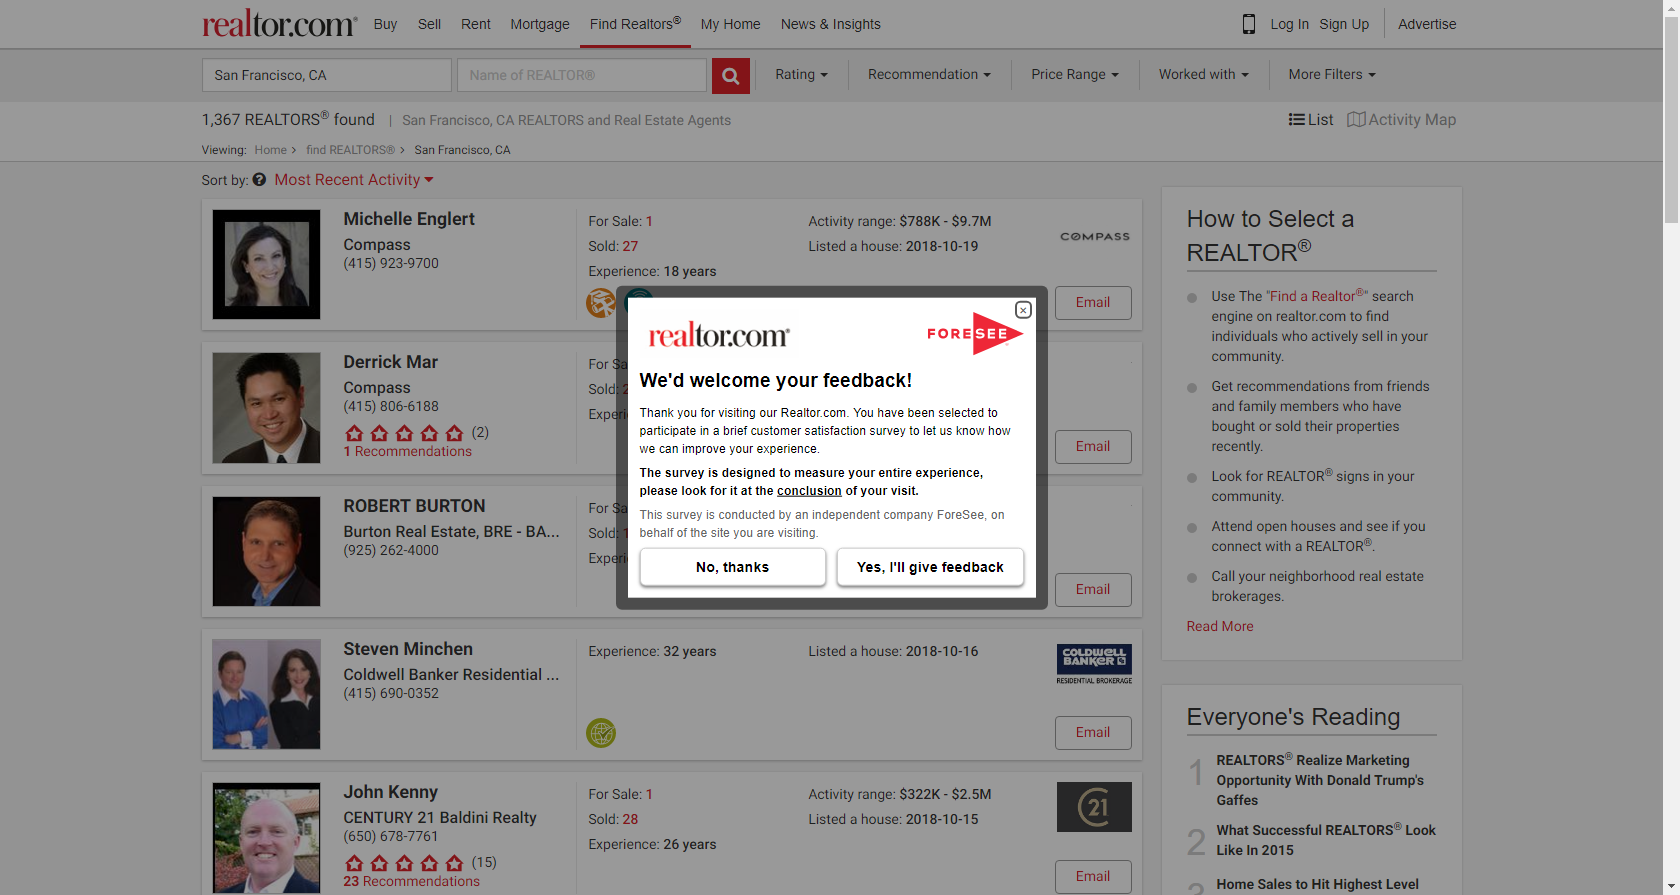 realtor.com® Buy Sell Rent Mortgage Find Realtors® My Home News & Insights Log In Sign Up Advertise
San Francisco, CA Name of REALTOR® Rating Recommendation Price Range Worked with More Filters
1,367 REALTORS® found | San Francisco, CA REALTORS and Real Estate Agents List Activity Map
Viewing: Home > find REALTORS® > San Francisco, CA
Sort by: ? Most Recent Activity
Michelle Englert
Compass
(415) 923-9700
For Sale: 1
Sold: 27
Experience: 18 years
Activity range: $788K - $9.7M
Listed a house: 2018-10-19
COMPASS
Email
Derrick Mar
Compass
(415) 806-6188
(2)
1 Recommendations
For Sa
Sold: 2
Experi
Email
ROBERT BURTON
Burton Real Estate, BRE - BA...
(925) 262-4000
For Sa
Sold:
Experi
Email
Steven Minchen
Coldwell Banker Residential ...
(415) 690-0352
Experience: 32 years
Listed a house: 2018-10-16
COLDWELL
BANKER
RESIDENTIAL BROKERAGE
Email
John Kenny
CENTURY 21 Baldini Realty
(650) 678-7761
(15)
23 Recommendations
For Sale: 1
Sold: 28
Experience: 26 years
Activity range: $322K - $2.5M
Listed a house: 2018-10-15
21
Email
realtor.com®
FORESEE
We'd welcome your feedback!
Thank you for visiting our Realtor.com. You have been selected to
participate in a brief customer satisfaction survey to let us know how
we can improve your experience.
The survey is designed to measure your entire experience,
please look for it at the conclusion of your visit.
This survey is conducted by an independent company ForeSee, on
behalf of the site you are visiting.
No, thanks
Yes, I'll give feedback
How to Select a
REALTOR®
Use The "Find a Realtor®" search
engine on realtor.com to find
individuals who actively sell in your
community.
Get recommendations from friends
and family members who have
bought or sold their properties
recently.
Look for REALTOR® signs in your
community.
Attend open houses and see if you
connect with a REALTOR®.
Call your neighborhood real estate
brokerages.
Read More
Everyone's Reading
1 REALTORS® Realize Marketing
Opportunity With Donald Trump's
Gaffes
2 What Successful REALTORS® Look
Like In 2015
3 Home Sales to Hit Highest Level